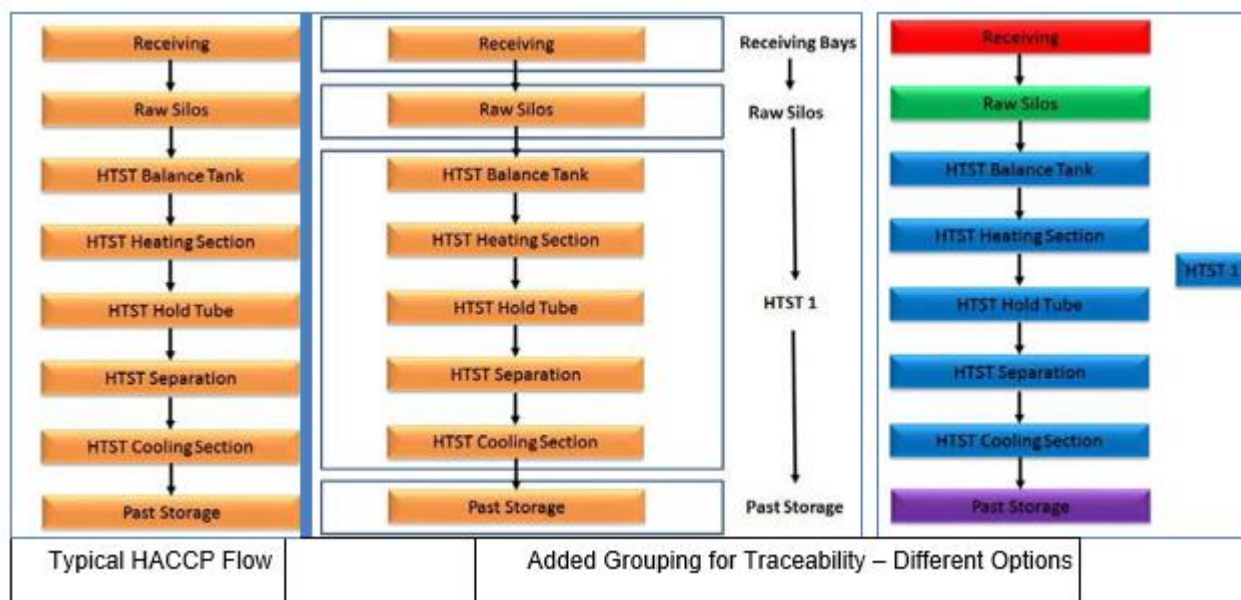 Receiving
Raw Silos
HTST Balance Tank
HTST Heating Section
HTST Hold Tube
HTST Separation
HTST Cooling Section
Past Storage
Receiving
Raw Silos
HTST Balance Tank
HTST Heating Section
HTST Hold Tube
HTST Separation
HTST Cooling Section
Past Storage
Receiving Bays
Raw Silos
HTST 1
Past Storage
Receiving
Raw Silos
HTST Balance Tank
HTST Heating Section
HTST Hold Tube
HTST Separation
HTST Cooling Section
Past Storage
HTST 1
Typical HACCP Flow
Added Grouping for Traceability – Different Options